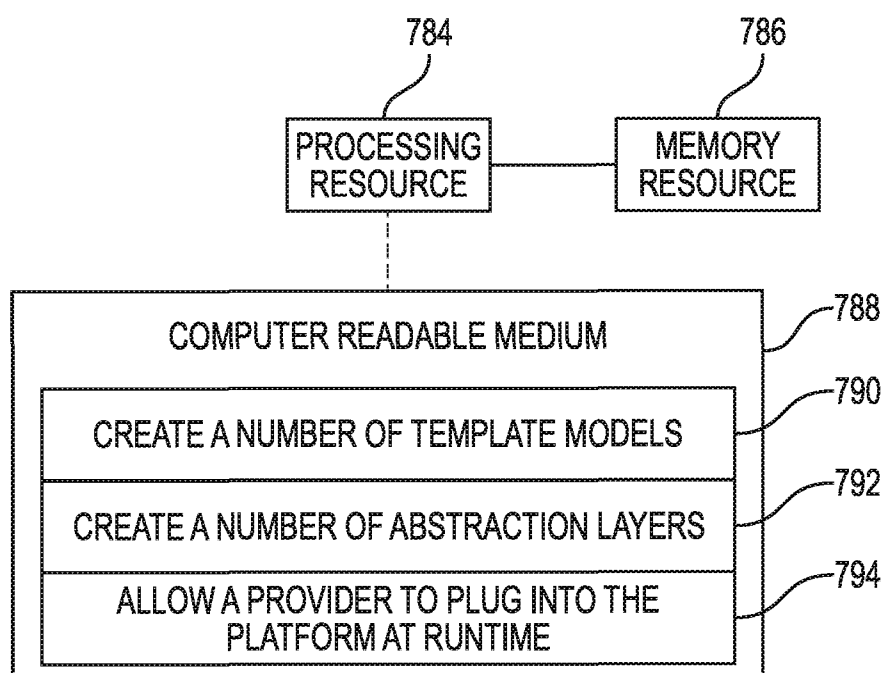 784
786
PROCESSING
RESOURCE
MEMORY
RESOURCE
COMPUTER READABLE MEDIUM
788
790
CREATE A NUMBER OF TEMPLATE MODELS
792
CREATE A NUMBER OF ABSTRACTION LAYERS
794
ALLOW A PROVIDER TO PLUG INTO THE
PLATFORM AT RUNTIME